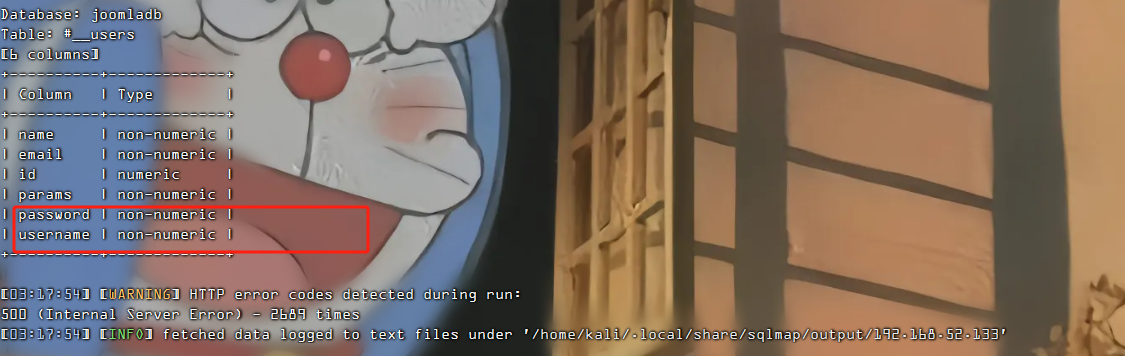 Database: joomladb
Table: #__users
[6 columns]
+----------+-------------+
| Column   | Type        |
+----------+-------------+
| name     | non-numeric |
| email    | non-numeric |
| id       | numeric     |
| params   | non-numeric |
| password | non-numeric |
| username | non-numeric |
+----------+-------------+
[03:17:54] [WARNING] HTTP error codes detected during run:
500 (Internal Server Error) - 2689 times
[03:17:54] [INFO] fetched data logged to text files under '/home/kali/.local/share/sqlmap/output/192.168.52.133'